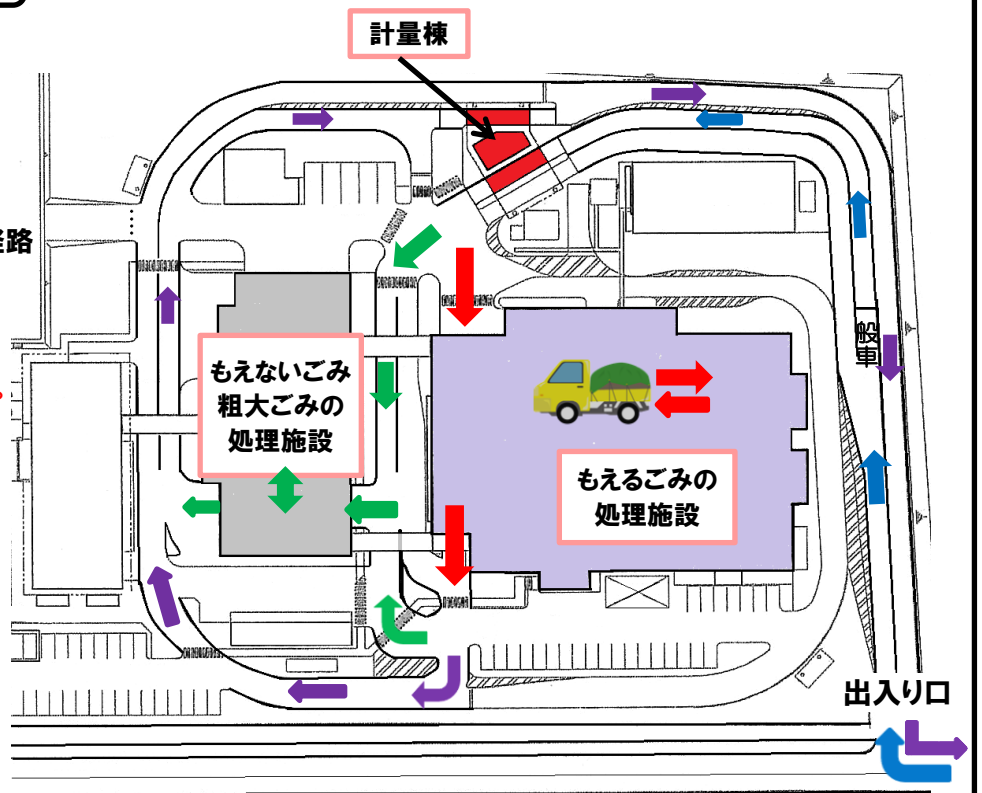 計量棟
経路
一般車
もえないごみ
粗大ごみの
処理施設
もえるごみの
処理施設
出入り口